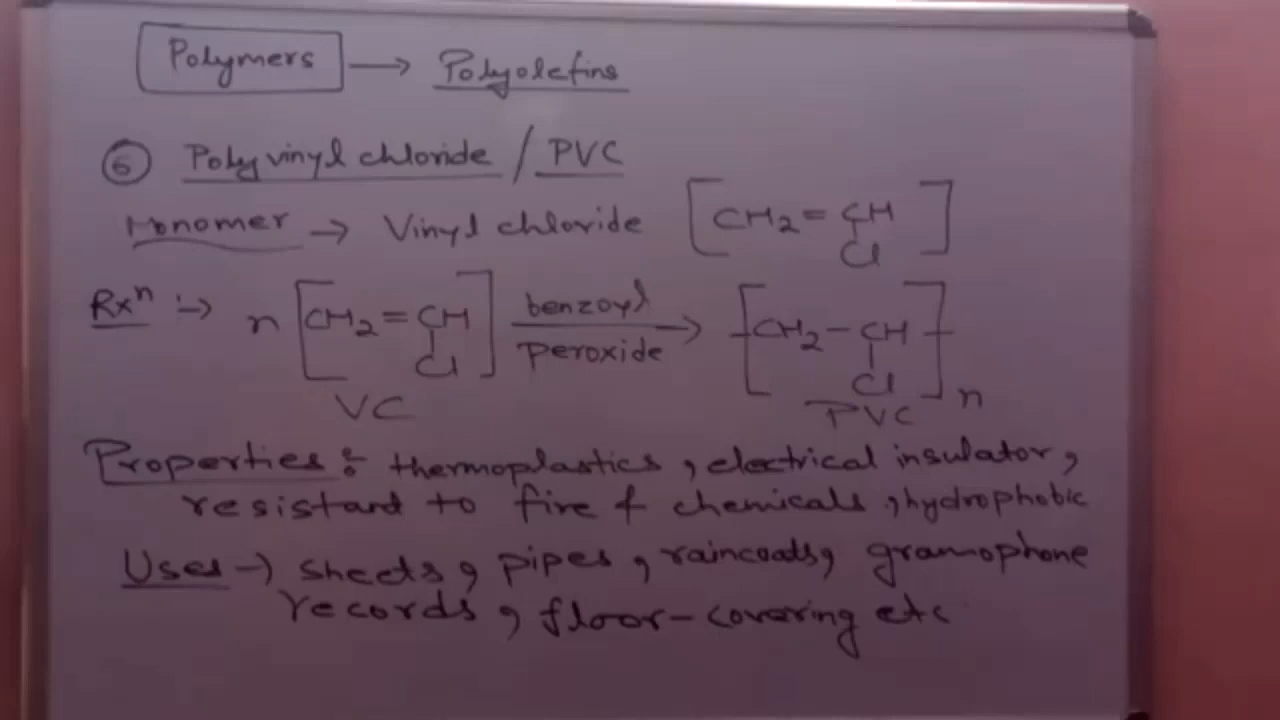 Polymers → Polyolefins
⑥ Polyvinyl chloride / PVC
Monomer → Vinyl chloride [CH2 = CH
Cl]
Rxn :-> n [CH2 = CH
Cl] benzoyl
peroxide → [-CH2 - CH-
Cl]n
VC PVC
Properties : thermoplastics, electrical insulator,
resistand to fire & chemicals, hydrophobic
Uses → sheets, pipes, raincoats, gramophone
records, floor-covering etc